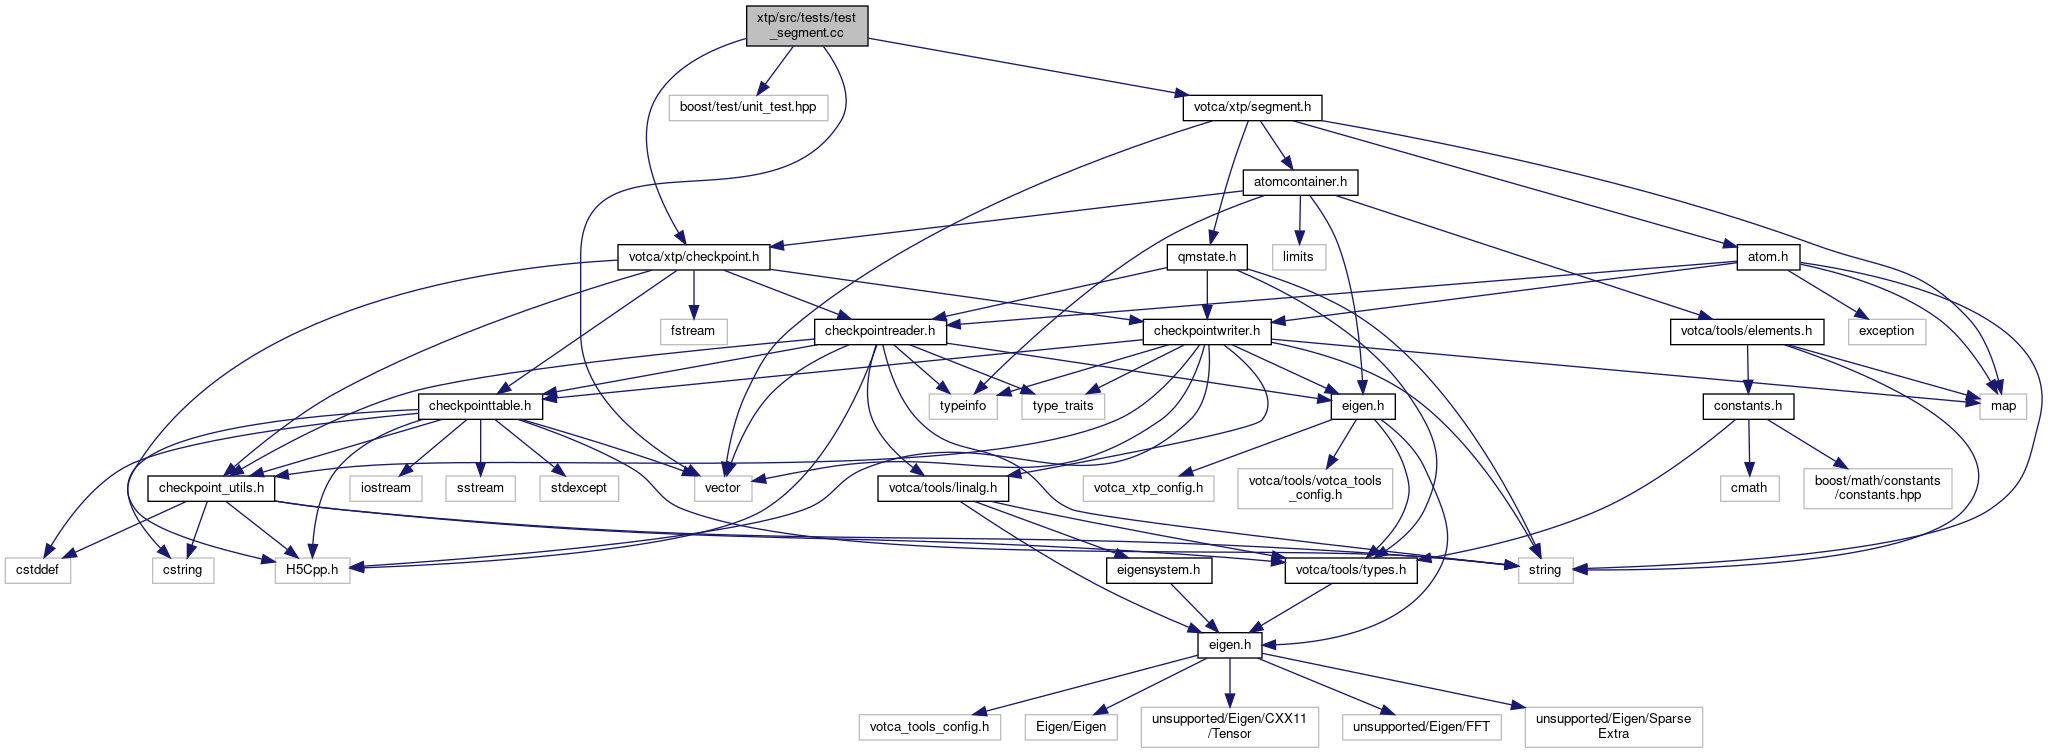 xtp/src/tests/test
_segment.cc
boost/test/unit_test.hpp
votca/xtp/segment.h
atomcontainer.h
votca/xtp/checkpoint.h
qmstate.h
limits
atom.h
fstream
checkpointreader.h
checkpointwriter.h
votca/tools/elements.h
exception
checkpointtable.h
typeinfo
type_traits
eigen.h
constants.h
map
checkpoint_utils.h
iostream
sstream
stdexcept
vector
votca/tools/linalg.h
votca_xtp_config.h
votca/tools/votca_tools
_config.h
cmath
boost/math/constants
/constants.hpp
cstddef
cstring
H5Cpp.h
eigensystem.h
votca/tools/types.h
string
eigen.h
votca_tools_config.h
Eigen/Eigen
unsupported/Eigen/CXX11
/Tensor
unsupported/Eigen/FFT
unsupported/Eigen/Sparse
Extra